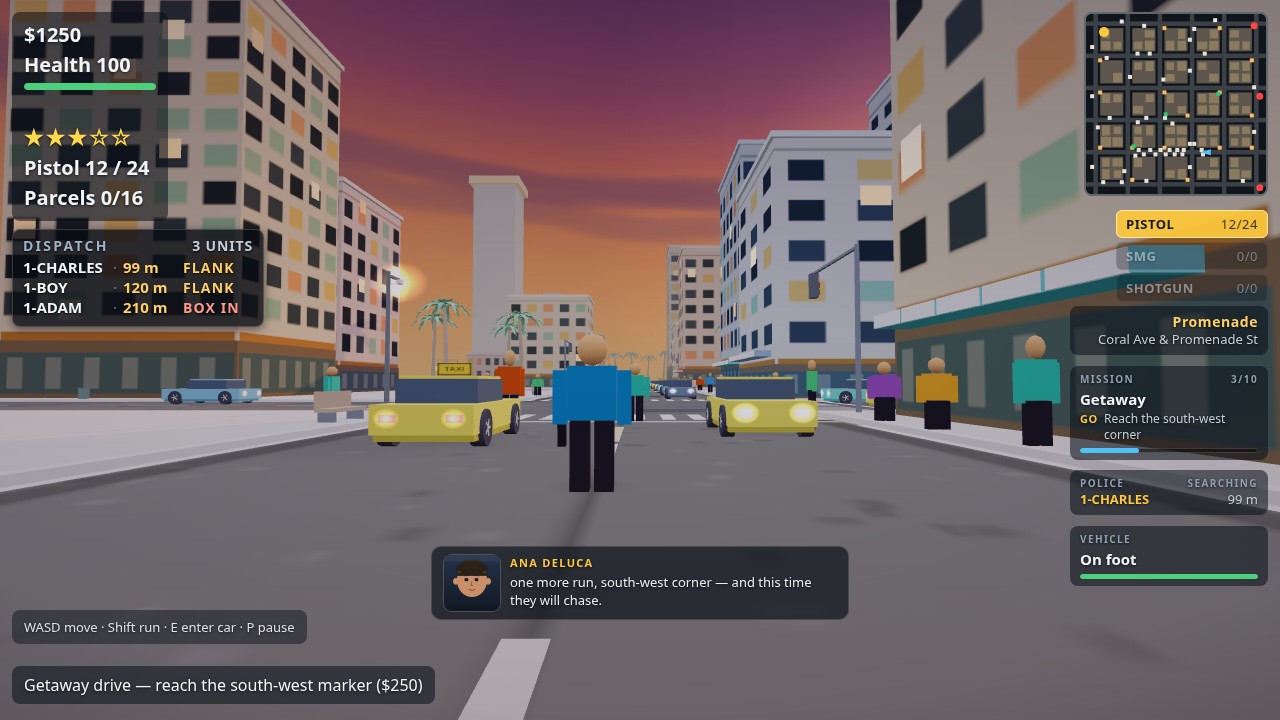 $1250
Health 100
★★★☆☆
Pistol 12 / 24
Parcels 0/16
DISPATCH 3 UNITS
1-CHARLES · 99 m FLANK
1-BOY · 120 m FLANK
1-ADAM · 210 m BOX IN
TAXI
PISTOL 12/24
SMG 0/0
SHOTGUN 0/0
Promenade
Coral Ave & Promenade St
MISSION 3/10
Getaway
GO Reach the south-west
corner
POLICE SEARCHING
1-CHARLES 99 m
VEHICLE
On foot
ANA DELUCA
one more run, south-west corner — and this time
they will chase.
WASD move · Shift run · E enter car · P pause
Getaway drive — reach the south-west marker ($250)